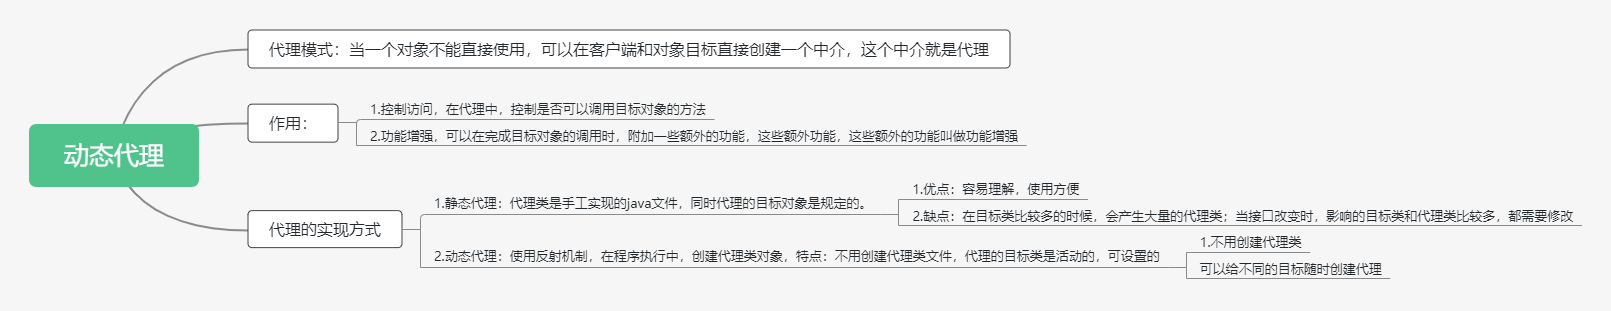 动态代理
代理模式：当一个对象不能直接使用，可以在客户端和对象目标直接创建一个中介，这个中介就是代理
作用：
1.控制访问，在代理中，控制是否可以调用目标对象的方法
2.功能增强，可以在完成目标对象的调用时，附加一些额外的功能，这些额外功能，这些额外的功能叫做功能增强
代理的实现方式
1.静态代理：代理类是手工实现的java文件，同时代理的目标对象是规定的。
1.优点：容易理解，使用方便
2.缺点：在目标类比较多的时候，会产生大量的代理类；当接口改变时，影响的目标类和代理类比较多，都需要修改
2.动态代理：使用反射机制，在程序执行中，创建代理类对象，特点：不用创建代理类文件，代理的目标类是活动的，可设置的
1.不用创建代理类
可以给不同的目标随时创建代理